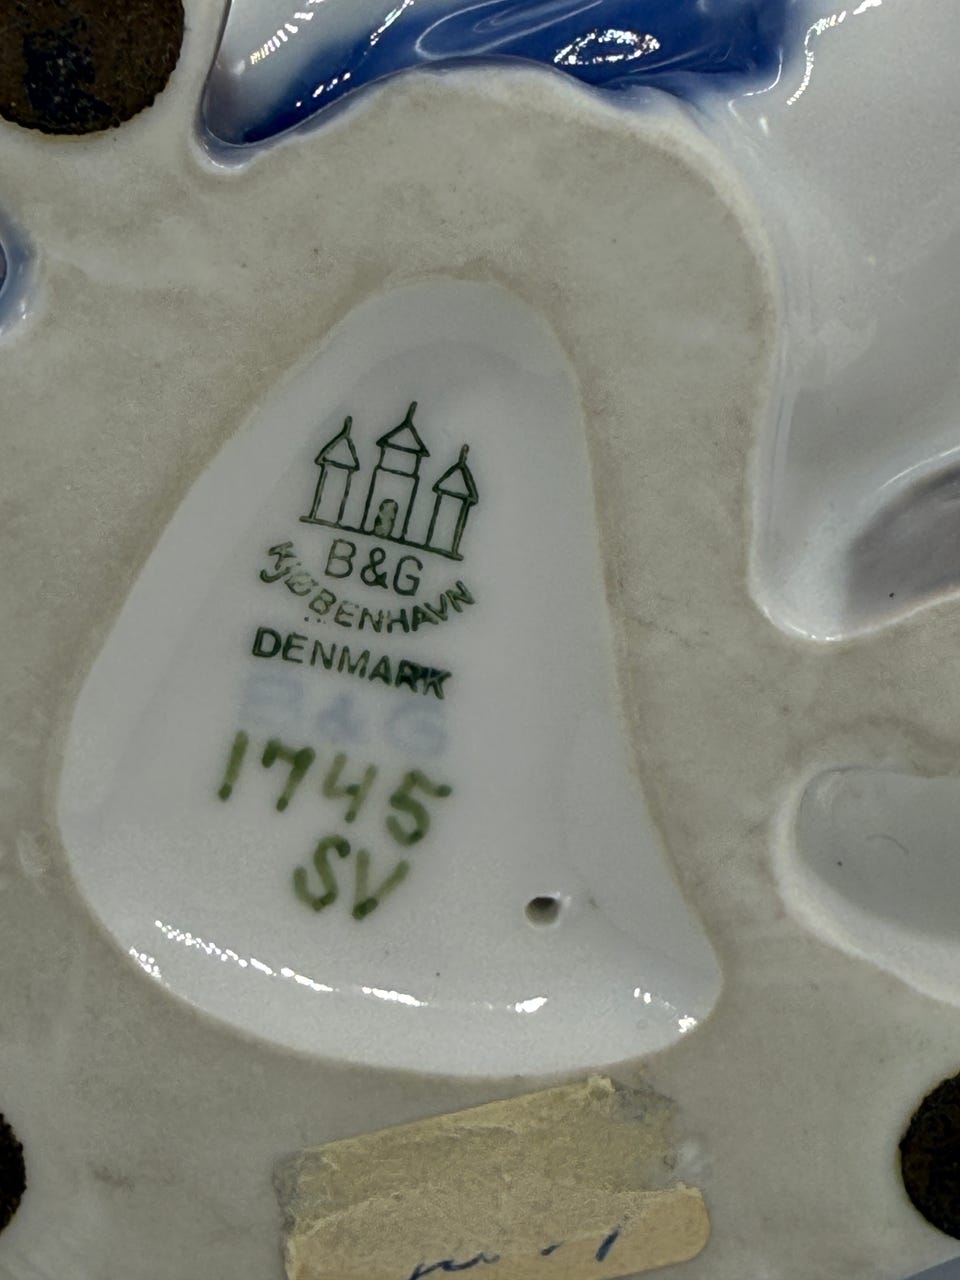 B&G
KJØBENHAVN
DENMARK
B&G
1745
SV